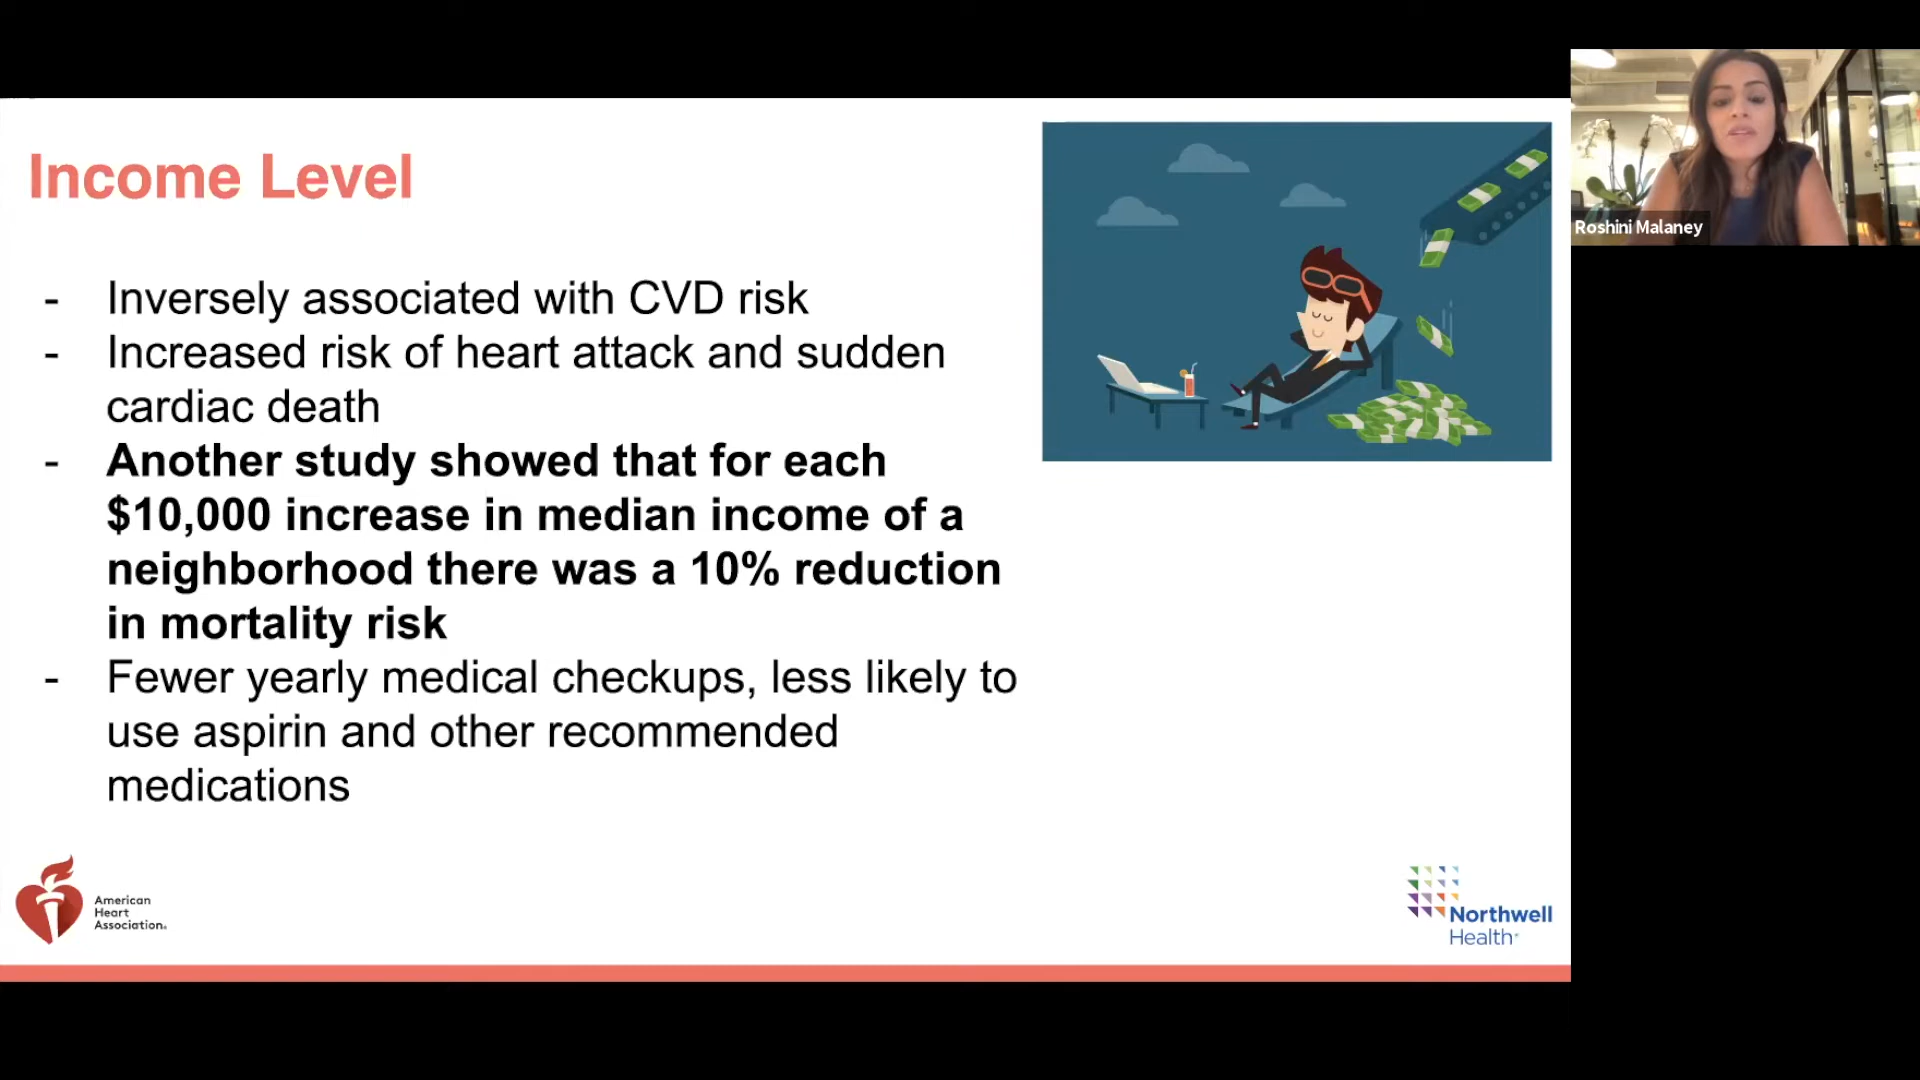 Income Level
- Inversely associated with CVD risk
- Increased risk of heart attack and sudden
cardiac death
- Another study showed that for each
$10,000 increase in median income of a
neighborhood there was a 10% reduction
in mortality risk
- Fewer yearly medical checkups, less likely to
use aspirin and other recommended
medications
American
Heart
Association®
Northwell
Health℠
Roshini Malaney